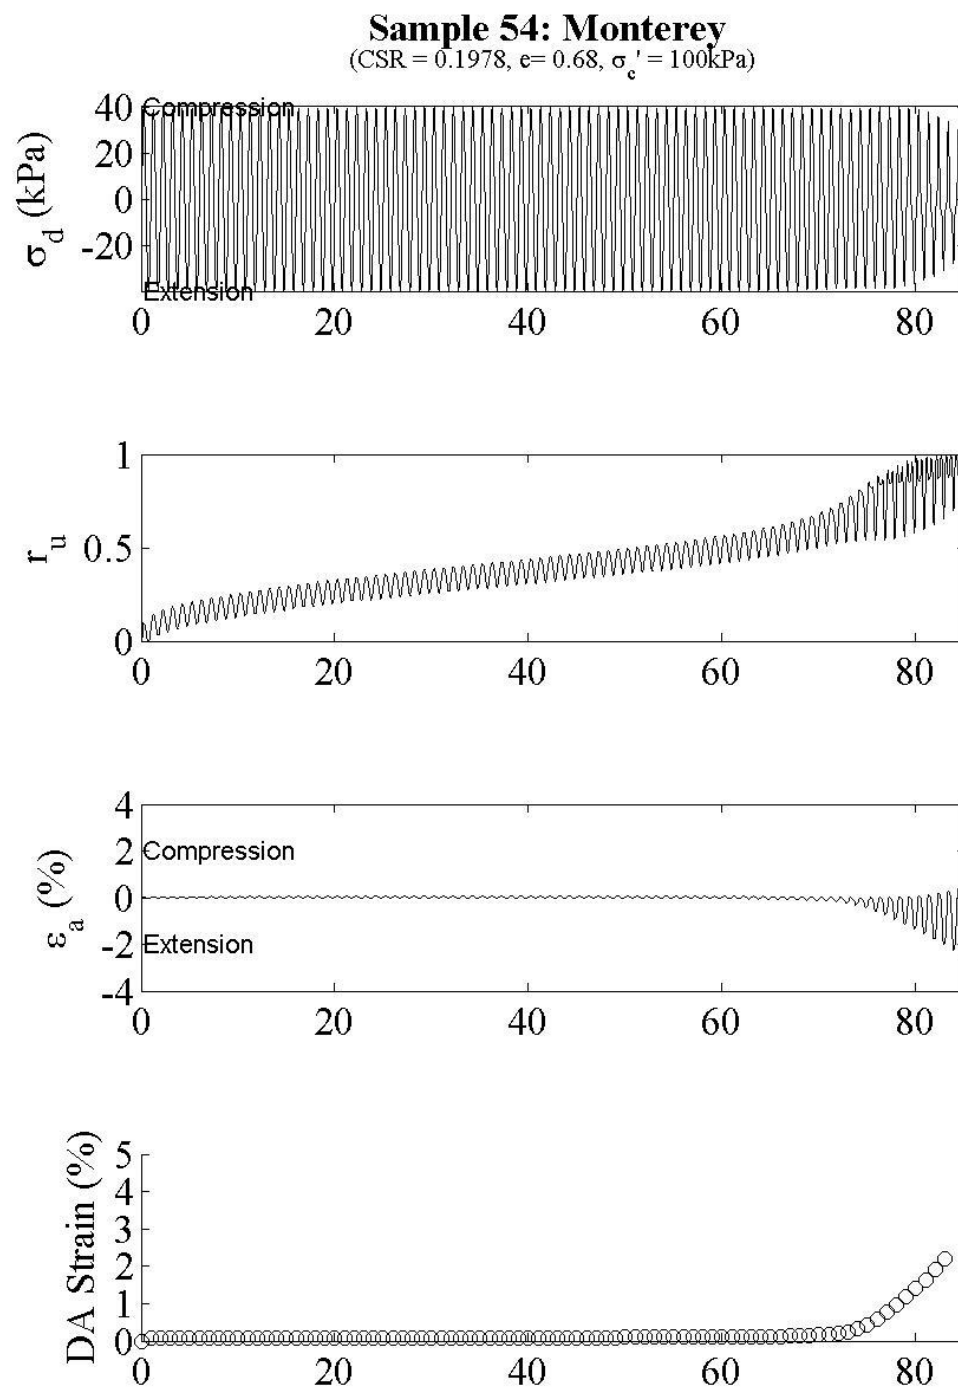 Sample 54: Monterey
(CSR = 0.1978, e= 0.68, σc' = 100kPa)
σd (kPa)
40
20
0
-20
Compression
Extension
0 20 40 60 80
ru
1
0.5
0
0 20 40 60 80
εa (%)
4
2
0
-2
-4
Compression
Extension
0 20 40 60 80
DA Strain (%)
5
4
3
2
1
0
0 20 40 60 80